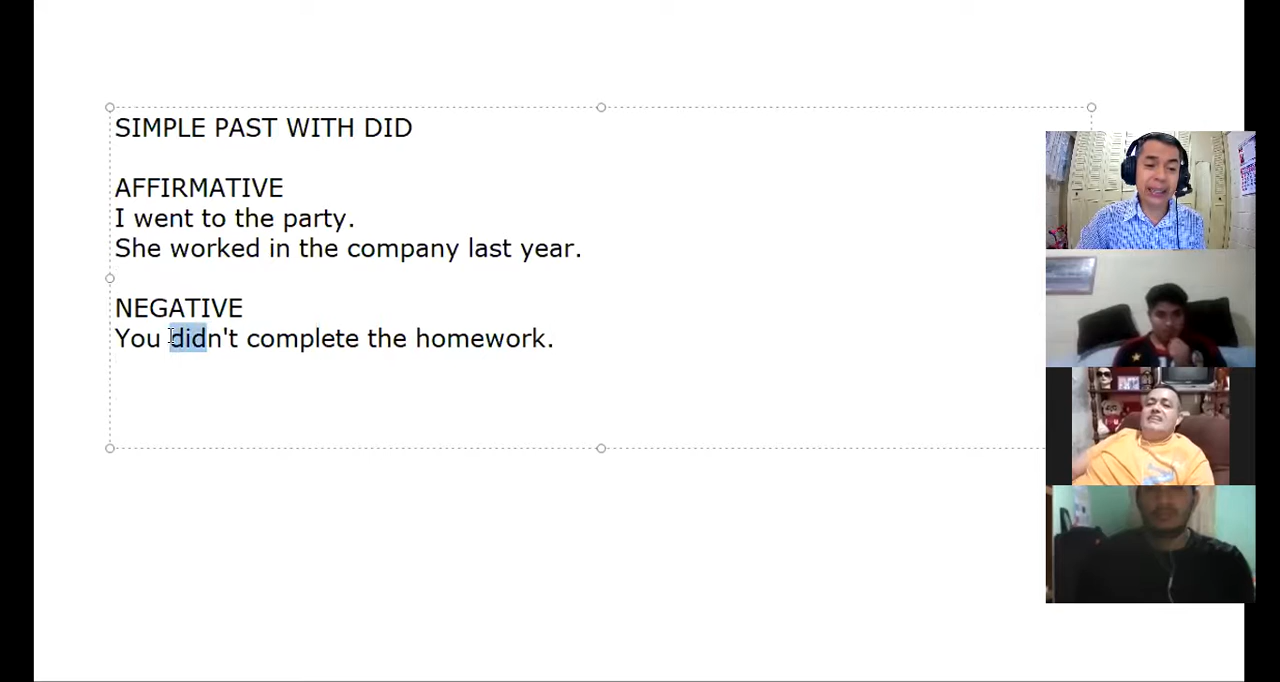 SIMPLE PAST WITH DID
AFFIRMATIVE
I went to the party.
She worked in the company last year.
NEGATIVE
You didn't complete the homework.